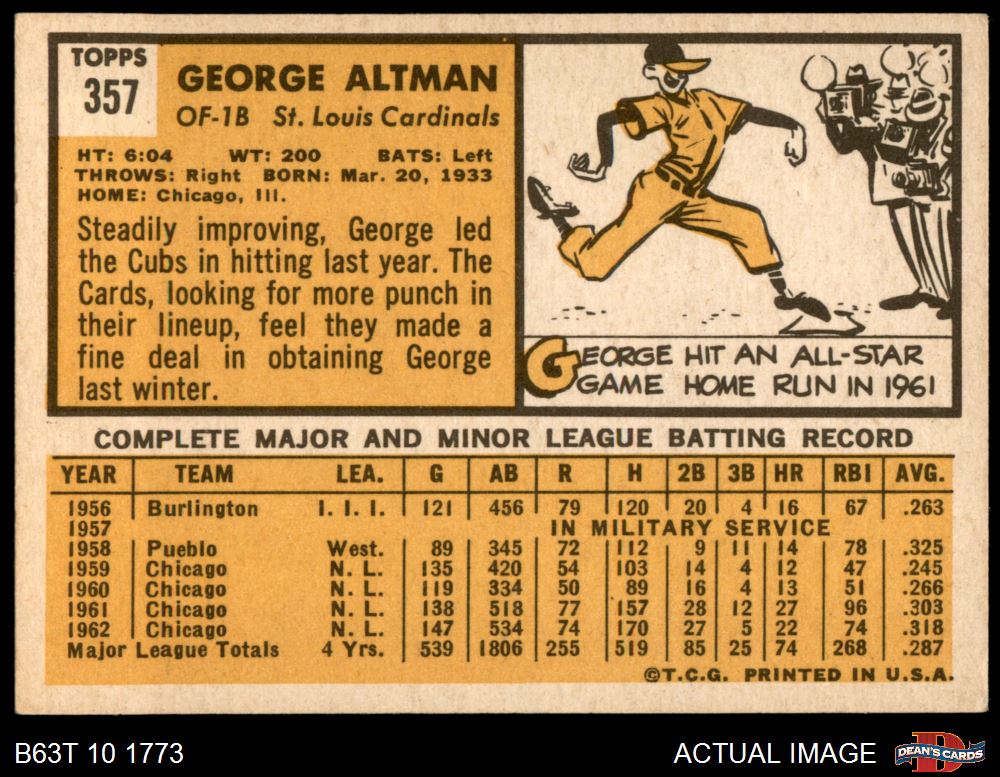 TOPPS
357
GEORGE ALTMAN
OF-1B St. Louis Cardinals
HT: 6:04 WT: 200 BATS: Left
THROWS: Right BORN: Mar. 20, 1933
HOME: Chicago, Ill.
Steadily improving, George led
the Cubs in hitting last year. The
Cards, looking for more punch in
their lineup, feel they made a
fine deal in obtaining George
last winter.
GEORGE HIT AN ALL-STAR
GAME HOME RUN IN 1961
COMPLETE MAJOR AND MINOR LEAGUE BATTING RECORD
YEAR TEAM LEA. G AB R H 2B 3B HR RBI AVG.
1956 Burlington I. I. I. 121 456 79 120 20 4 16 67 .263
1957 IN MILITARY SERVICE
1958 Pueblo West. 89 345 72 112 9 11 14 78 .325
1959 Chicago N. L. 135 420 54 103 14 4 12 47 .245
1960 Chicago N. L. 119 334 50 89 16 4 13 51 .266
1961 Chicago N. L. 138 518 77 157 28 12 27 96 .303
1962 Chicago N. L. 147 534 74 170 27 5 22 74 .318
Major League Totals 4 Yrs. 539 1806 255 519 85 25 74 268 .287
©T.C.G. PRINTED IN U.S.A.
B63T 10 1773
ACTUAL IMAGE
D
DEAN'S CARDS